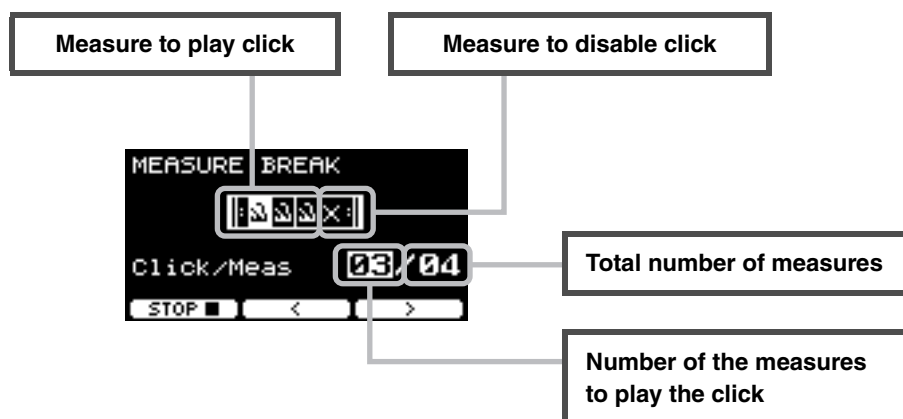 Measure to play click
Measure to disable click
MEASURE BREAK
Click/Meas 03/04
STOP ■ < >
Total number of measures
Number of the measures
to play the click